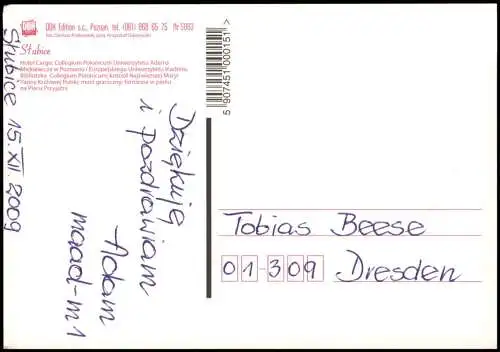 DDK Edition s.c., Poznań, tel. (061) 868 65 75 Nr 5983
Słubice
Hotel Cargo; Collegium Polonicum Uniwersytetu Adama
Mickiewicza w Poznaniu i Europejskiego Uniwersytetu Viadrina;
Biblioteka Collegium Polonicum; kościół Najświętszej Maryi
Panny Królowej Polski; most graniczny; fontanna w parku
na Placu Przyjaźni
5 907451 000151 >
Słubice 15.XII.2009
Dziękuję
i pozdrawiam
Adam
maad-m1
Tobias Beese
01-309 Dresden